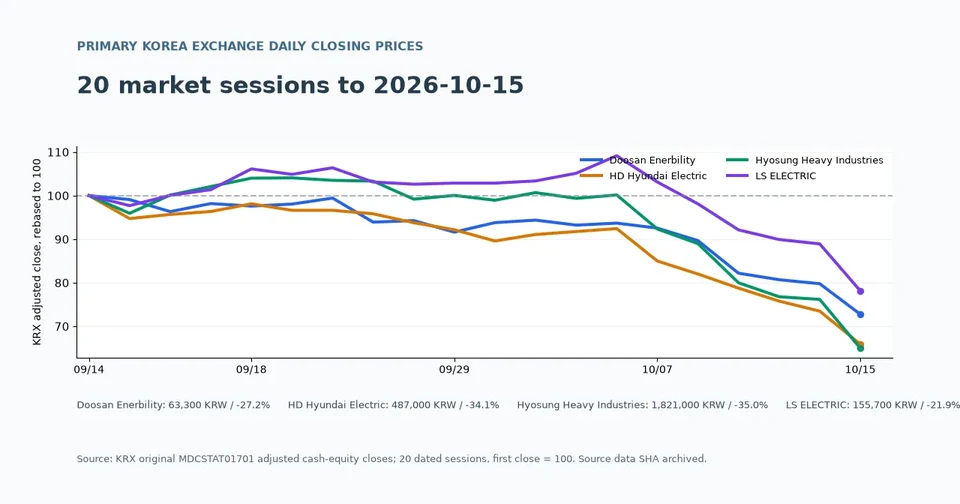 PRIMARY KOREA EXCHANGE DAILY CLOSING PRICES
20 market sessions to 2026-10-15
KRX adjusted close. rebased to 100
110
100
90
80
70
Doosan Enerbility
HD Hyundai Electric
Hyosung Heavy Industries
LS ELECTRIC
09/14
09/18
09/29
10/07
10/15
Doosan Enerbility: 63,300 KRW / -27.2%
HD Hyundai Electric: 487,000 KRW / -34.1%
Hyosung Heavy Industries: 1,821,000 KRW / -35.0%
LS ELECTRIC: 155,700 KRW / -21.9%
Source: KRX original MDCSTAT01701 adjusted cash-equity closes; 20 dated sessions, first close = 100. Source data SHA archived.